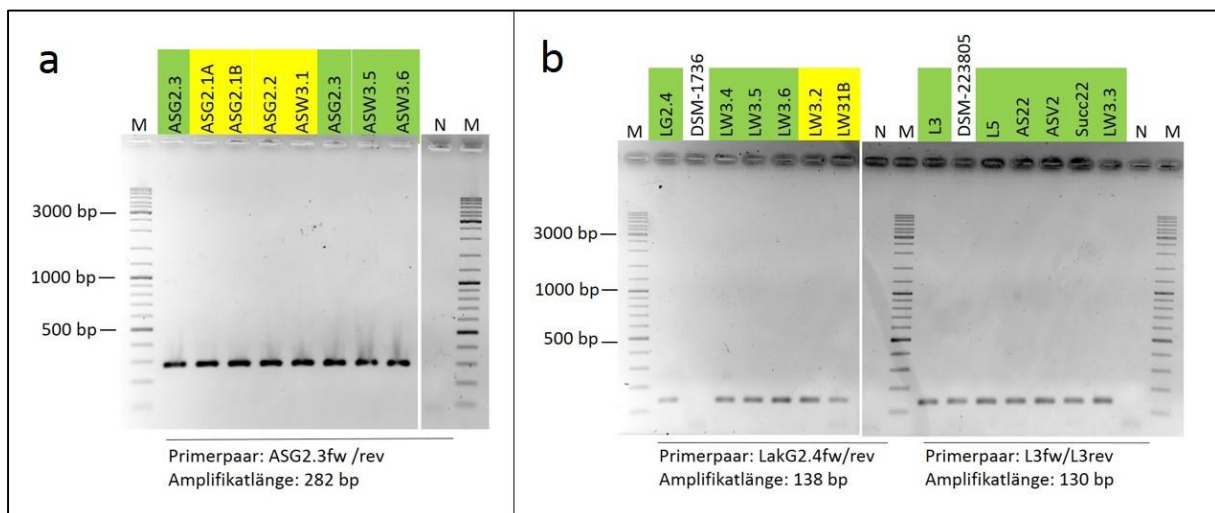 a
M
ASG2.3
ASG2.1A
ASG2.1B
ASG2.2
ASW3.1
ASG2.3
ASW3.5
ASW3.6
N
M
3000 bp
1000 bp
500 bp
Primerpaar: ASG2.3fw /rev
Amplifikatlänge: 282 bp
b
M
LG2.4
DSM-1736
LW3.4
LW3.5
LW3.6
LW3.2
LW31B
N
M
L3
DSM-223805
L5
AS22
ASV2
Succ22
LW3.3
N
M
3000 bp
1000 bp
500 bp
Primerpaar: LakG2.4fw/rev
Amplifikatlänge: 138 bp
Primerpaar: L3fw/L3rev
Amplifikatlänge: 130 bp